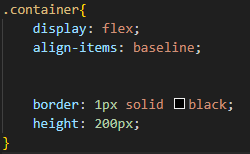 .container{
    display: flex;
    align-items: baseline;


    border: 1px solid black;
    height: 200px;
}